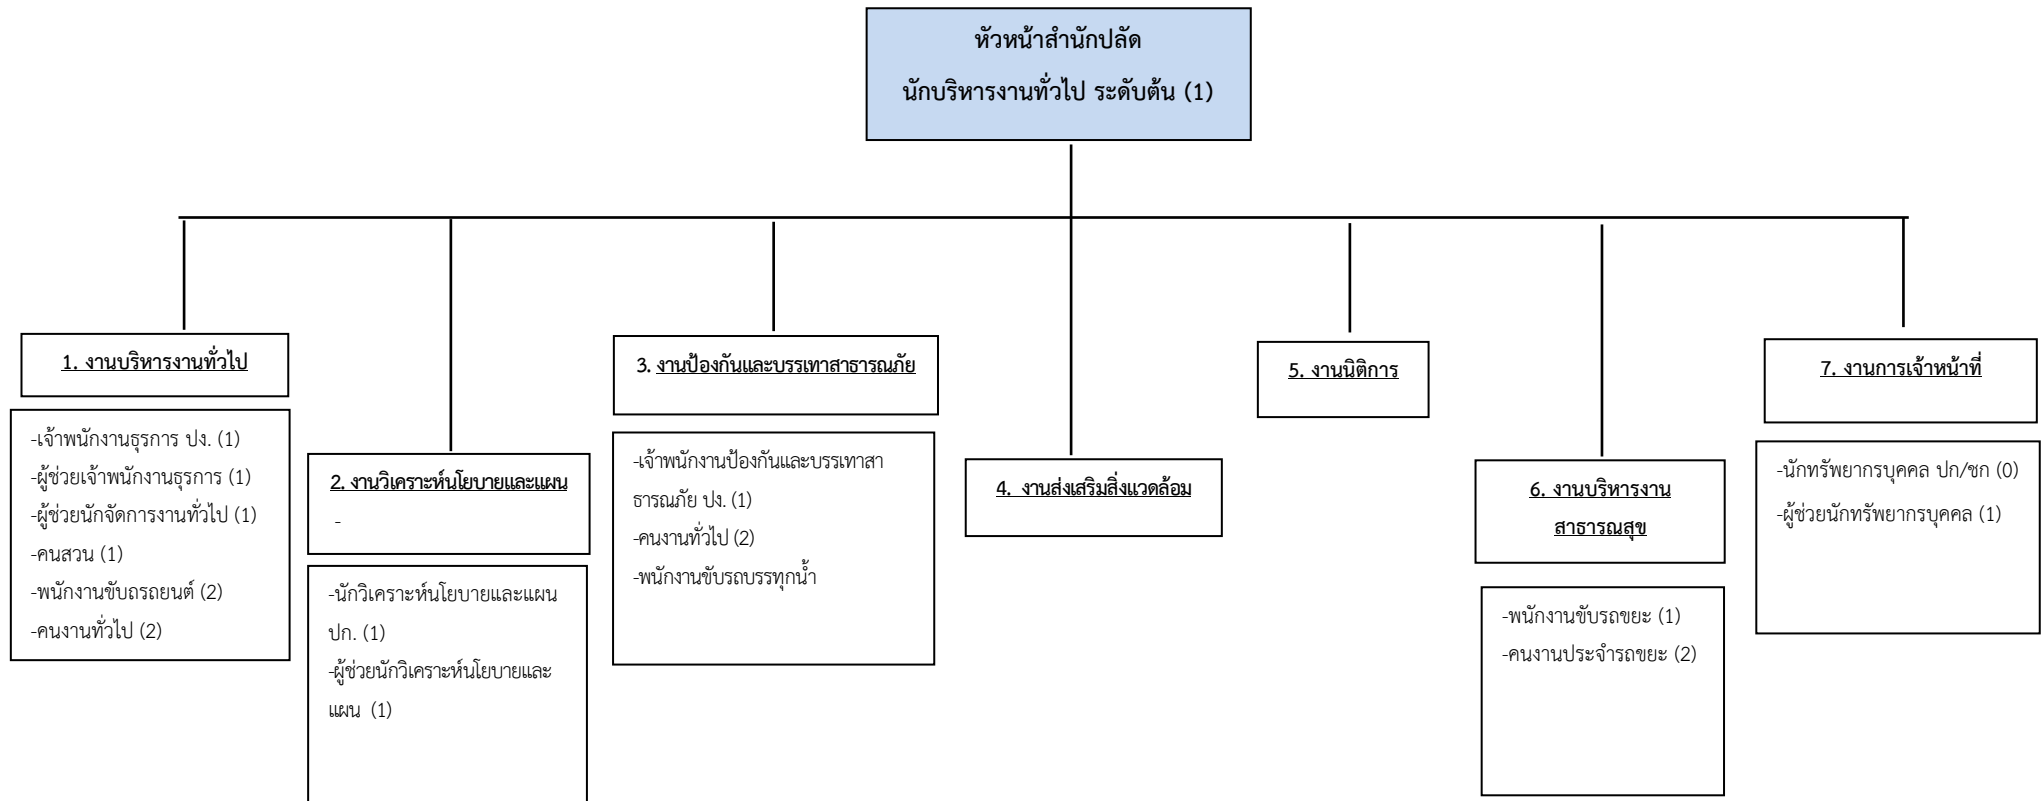 หัวหน้าสำนักปลัด
นักบริหารงานทั่วไป ระดับต้น (1)
1. งานบริหารงานทั่วไป
-เจ้าพนักงานธุรการ ปง. (1)
-ผู้ช่วยเจ้าพนักงานธุรการ (1)
-ผู้ช่วยนักจัดการงานทั่วไป (1)
-คนสวน (1)
-พนักงานขับถรถยนต์ (2)
-คนงานทั่วไป (2)
2. งานวิเคราะห์นโยบายและแผน
-
-นักวิเคราะห์นโยบายและแผน
ปก. (1)
-ผู้ช่วยนักวิเคราะห์นโยบายและ
แผน (1)
3. งานป้องกันและบรรเทาสาธารณภัย
-เจ้าพนักงานป้องกันและบรรเทาสา
ธารณภัย ปง. (1)
-คนงานทั่วไป (2)
-พนักงานขับรถบรรทุกน้ำ
4. งานส่งเสริมสิ่งแวดล้อม
5. งานนิติการ
6. งานบริหารงาน
สาธารณสุข
-พนักงานขับรถขยะ (1)
-คนงานประจำรถขยะ (2)
7. งานการเจ้าหน้าที่
-นักทรัพยากรบุคคล ปก/ชก (0)
-ผู้ช่วยนักทรัพยากรบุคคล (1)